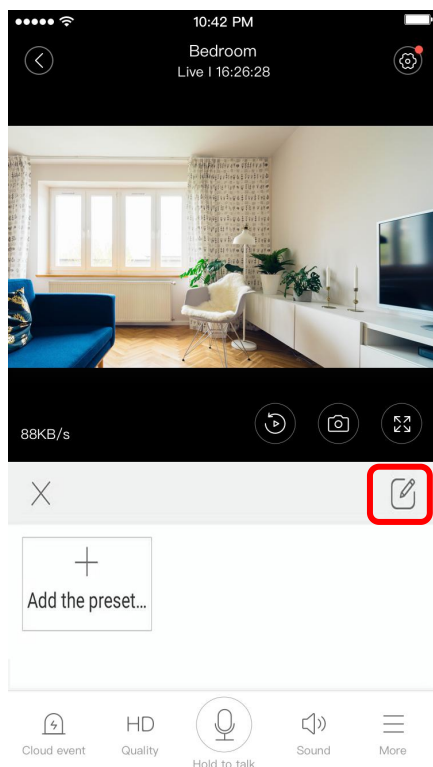 10:42 PM
Bedroom
Live | 16:26:28
88KB/s
Add the preset...
HD
Cloud event
Quality
Hold to talk
Sound
More